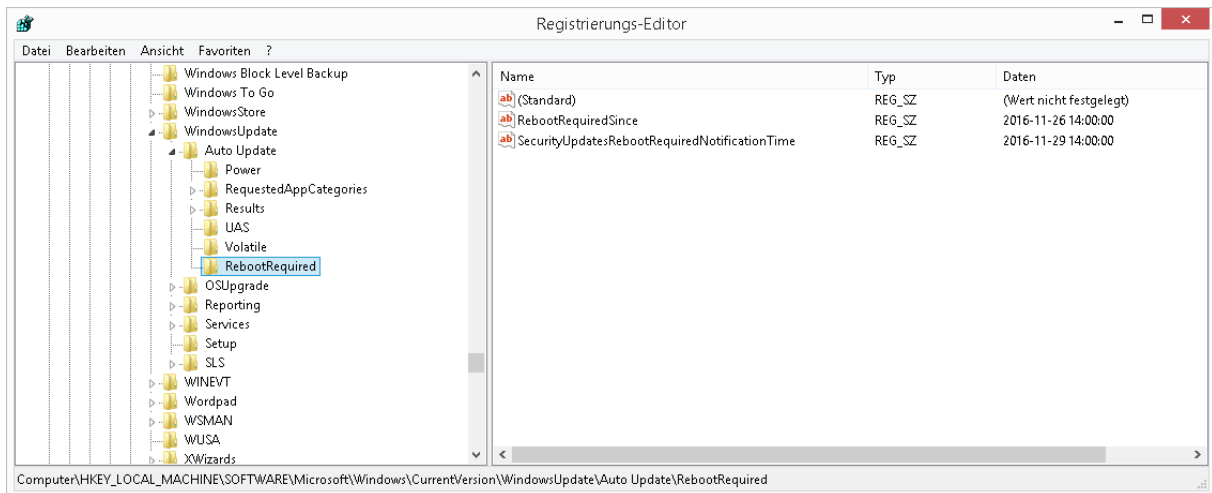 Registrierungs-Editor
Datei Bearbeiten Ansicht Favoriten ?
Windows Block Level Backup
Windows To Go
WindowsStore
WindowsUpdate
Auto Update
Power
RequestedAppCategories
Results
UAS
Volatile
RebootRequired
OSUpgrade
Reporting
Services
Setup
SLS
WINEVT
Wordpad
WSMAN
WUSA
XWizards
Name Typ Daten
ab (Standard) REG_SZ (Wert nicht festgelegt)
ab RebootRequiredSince REG_SZ 2016-11-26 14:00:00
ab SecurityUpdatesRebootRequiredNotificationTime REG_SZ 2016-11-29 14:00:00
Computer\HKEY_LOCAL_MACHINE\SOFTWARE\Microsoft\Windows\CurrentVersion\WindowsUpdate\Auto Update\RebootRequired